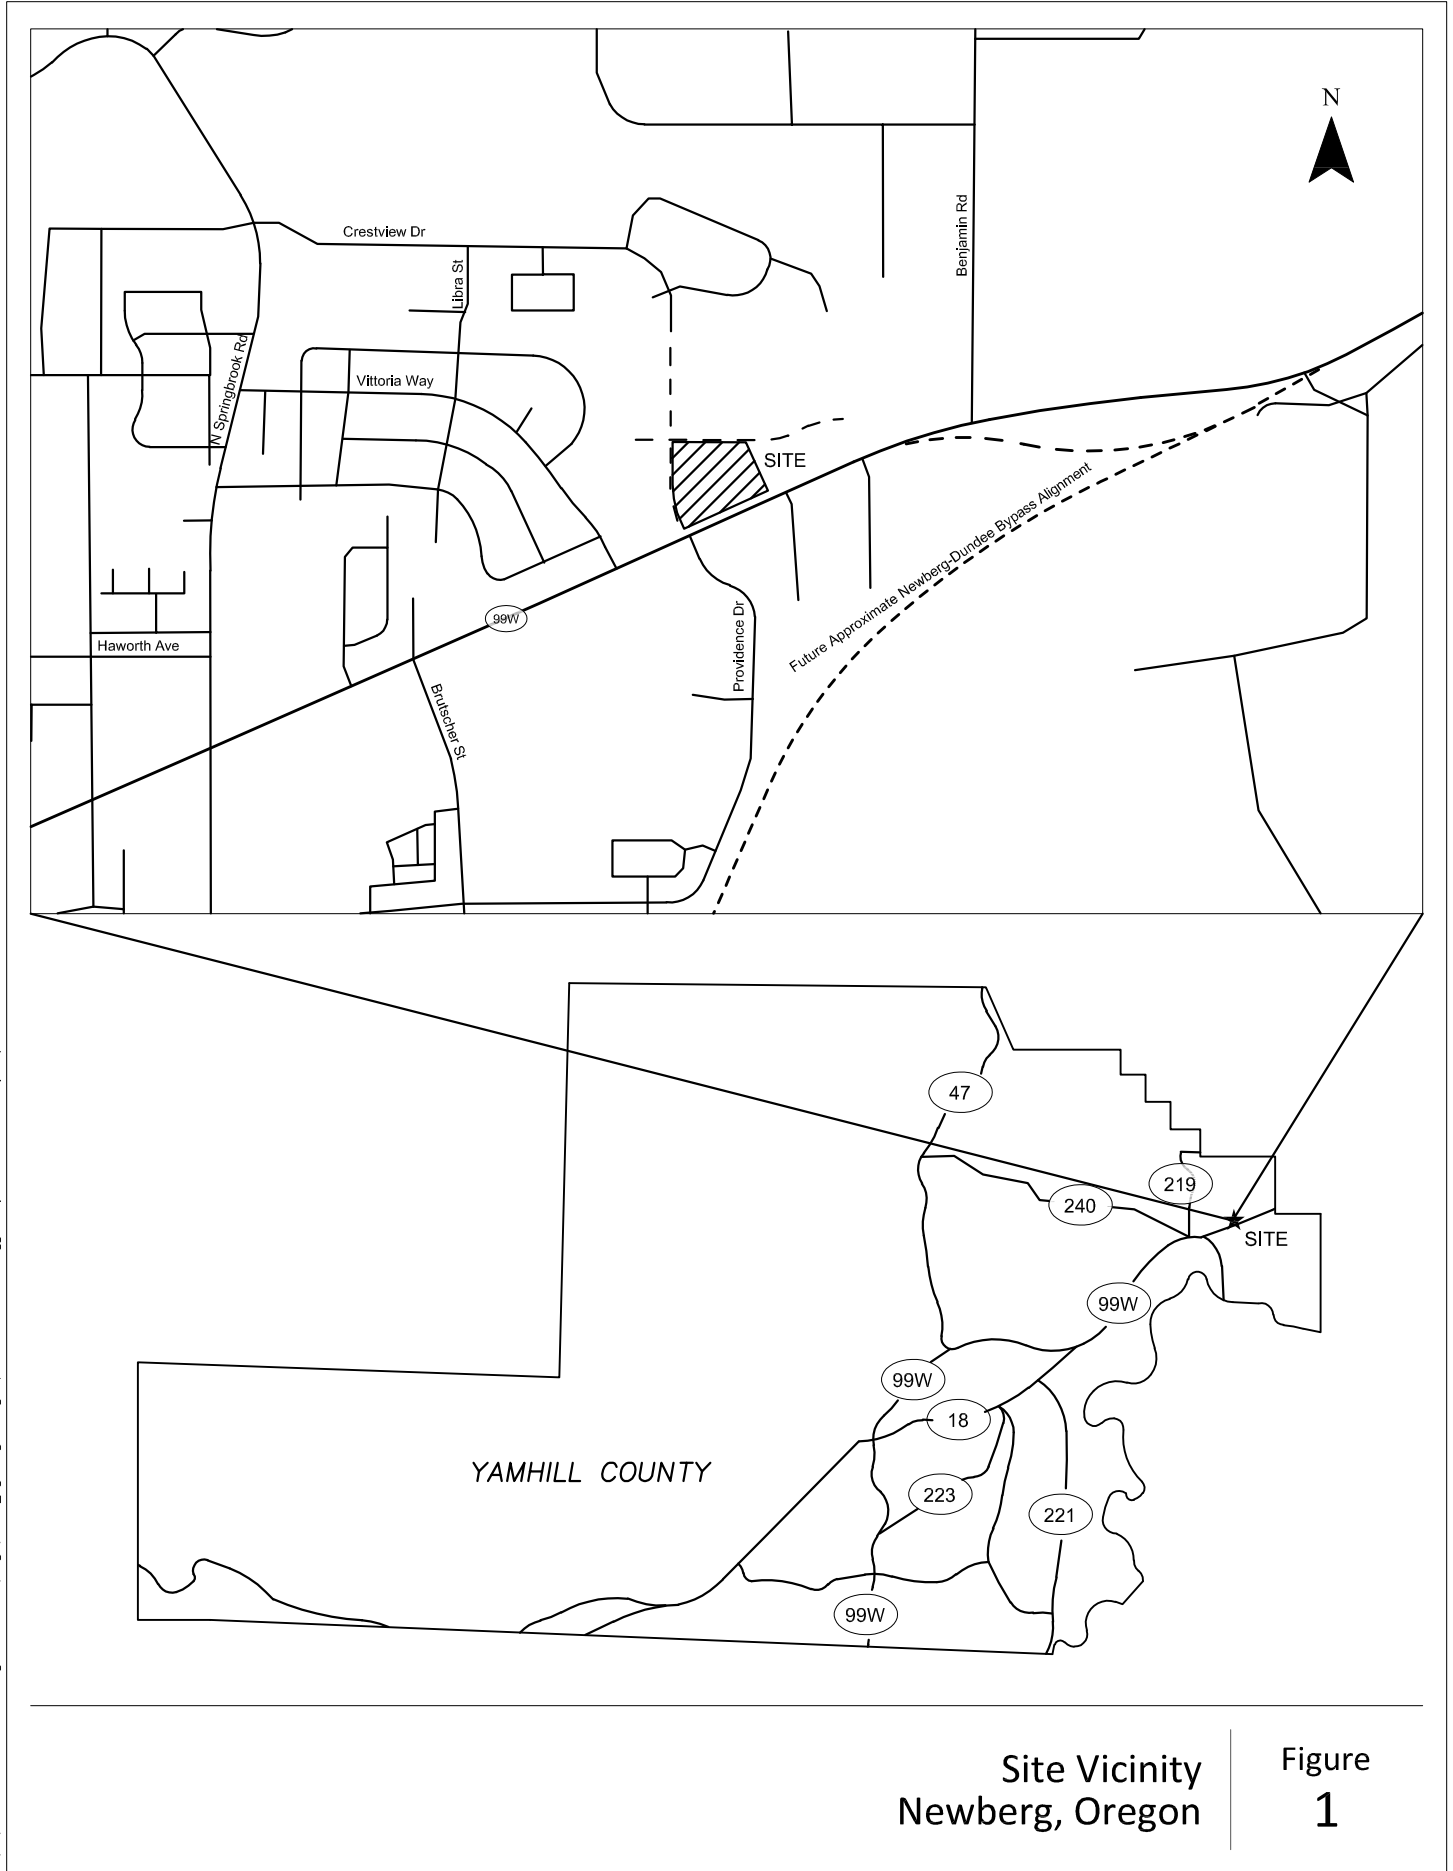 N
Crestview Dr
Libra St
Benjamin Rd
N Springbrook Rd
Vittoria Way
SITE
Future Approximate Newberg-Dundee Bypass Alignment
99W
Providence Dr
Haworth Ave
Brutscher St
47
219
240
SITE
99W
99W
18
YAMHILL COUNTY
223
221
99W
Site Vicinity
Newberg, Oregon
Figure
1